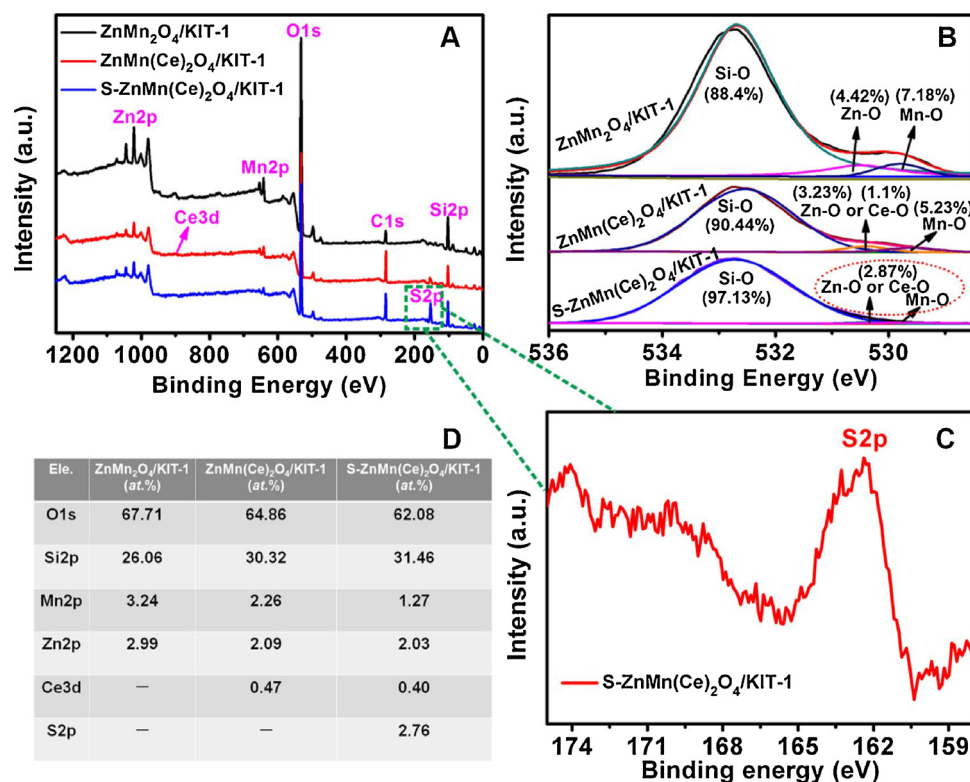 A
ZnMn₂O₄/KIT-1
ZnMn(Ce)₂O₄/KIT-1
S-ZnMn(Ce)₂O₄/KIT-1
O1s
Zn2p
Mn2p
Ce3d
C1s
Si2p
S2p
Intensity (a.u.)
1250 1000 800 600 400 200 0
Binding Energy (eV)
B
Si-O
(88.4%)
(4.42%)
Zn-O
(7.18%)
Mn-O
ZnMn₂O₄/KIT-1
Si-O
(90.44%)
(3.23%) (1.1%)
Zn-O or Ce-O
(5.23%)
Mn-O
ZnMn(Ce)₂O₄/KIT-1
Si-O
(97.13%)
(2.87%)
Zn-O or Ce-O
Mn-O
S-ZnMn(Ce)₂O₄/KIT-1
Intensity (a.u.)
536 534 532 530
Binding Energy (eV)
D
Ele. ZnMn₂O₄/KIT-1 (at.%) ZnMn(Ce)₂O₄/KIT-1 (at.%) S-ZnMn(Ce)₂O₄/KIT-1 (at.%)
O1s 67.71 64.86 62.08
Si2p 26.06 30.32 31.46
Mn2p 3.24 2.26 1.27
Zn2p 2.99 2.09 2.03
Ce3d — 0.47 0.40
S2p — — 2.76
C
S2p
S-ZnMn(Ce)₂O₄/KIT-1
Intensity (a.u.)
174 171 168 165 162 159
Binding energy (eV)